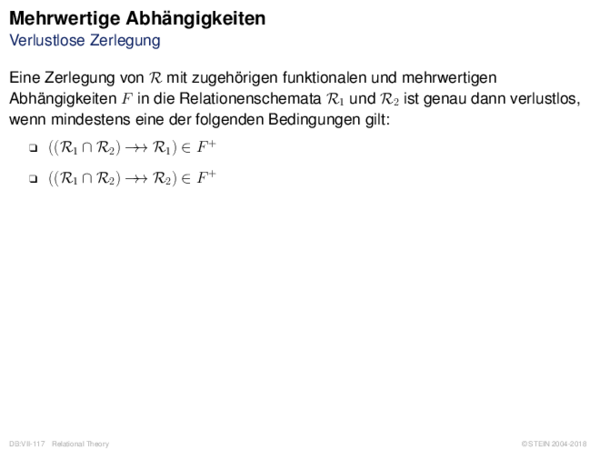 Mehrwertige Abhängigkeiten
Verlustlose Zerlegung
Eine Zerlegung von ℛ mit zugehörigen funktionalen und mehrwertigen
Abhängigkeiten F in die Relationenschemata ℛ₁ und ℛ₂ ist genau dann verlustlos,
wenn mindestens eine der folgenden Bedingungen gilt:
❑ ((ℛ₁ ∩ ℛ₂) →→ ℛ₁) ∈ F⁺
❑ ((ℛ₁ ∩ ℛ₂) →→ ℛ₂) ∈ F⁺
DB:VII-117 Relational Theory © STEIN 2004-2018